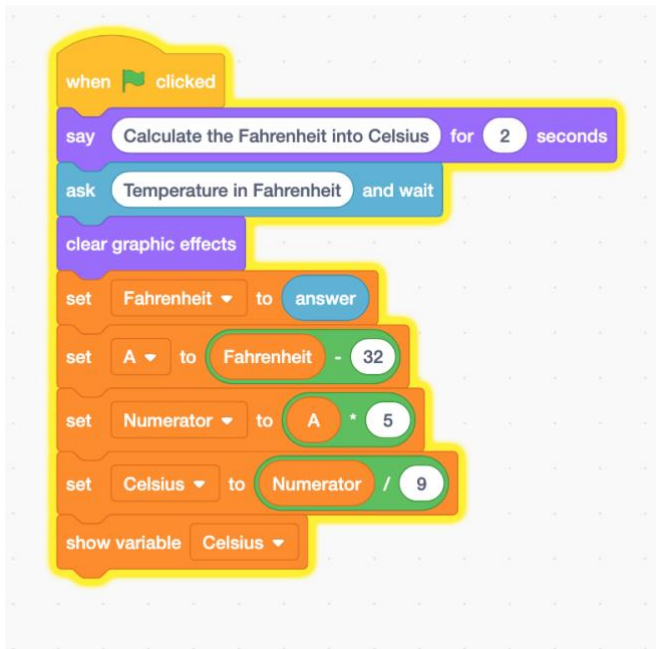 when clicked
say Calculate the Fahrenheit into Celsius for 2 seconds
ask Temperature in Fahrenheit and wait
clear graphic effects
set Fahrenheit to answer
set A to Fahrenheit - 32
set Numerator to A * 5
set Celsius to Numerator / 9
show variable Celsius